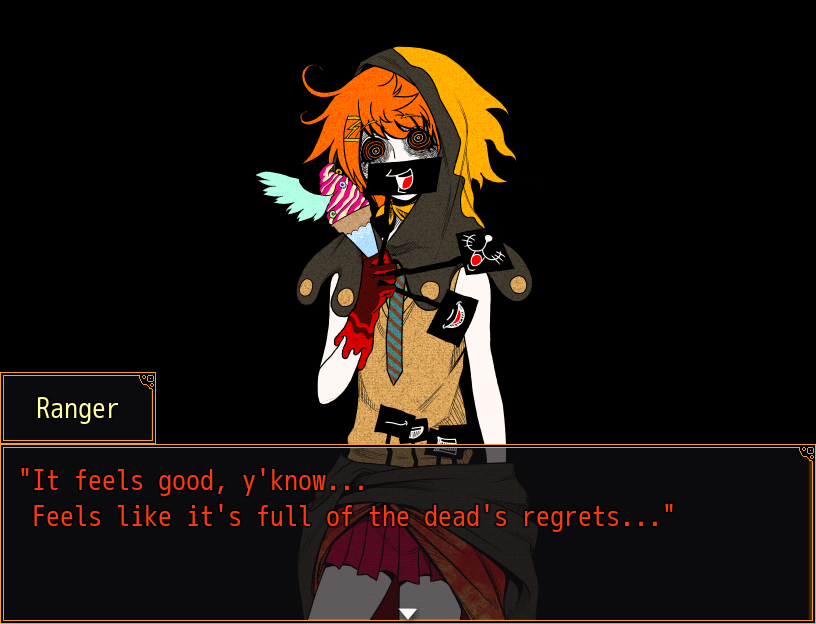 Ranger
"It feels good, y'know...
Feels like it's full of the dead's regrets..."